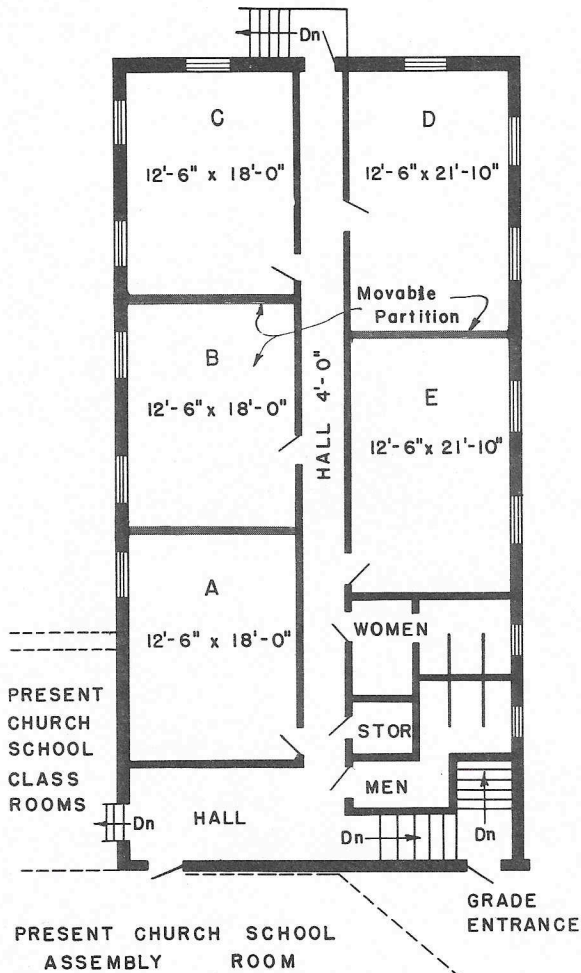 Dn
C
12'-6" x 18'-0"
D
12'-6" x 21'-10"
Movable
Partition
B
12'-6" x 18'-0"
HALL 4'-0"
E
12'-6" x 21'-10"
A
12'-6" x 18'-0"
WOMEN
STOR
MEN
PRESENT
CHURCH
SCHOOL
CLASS
ROOMS
Dn
HALL
Dn
Dn
GRADE
ENTRANCE
PRESENT CHURCH SCHOOL
ASSEMBLY ROOM